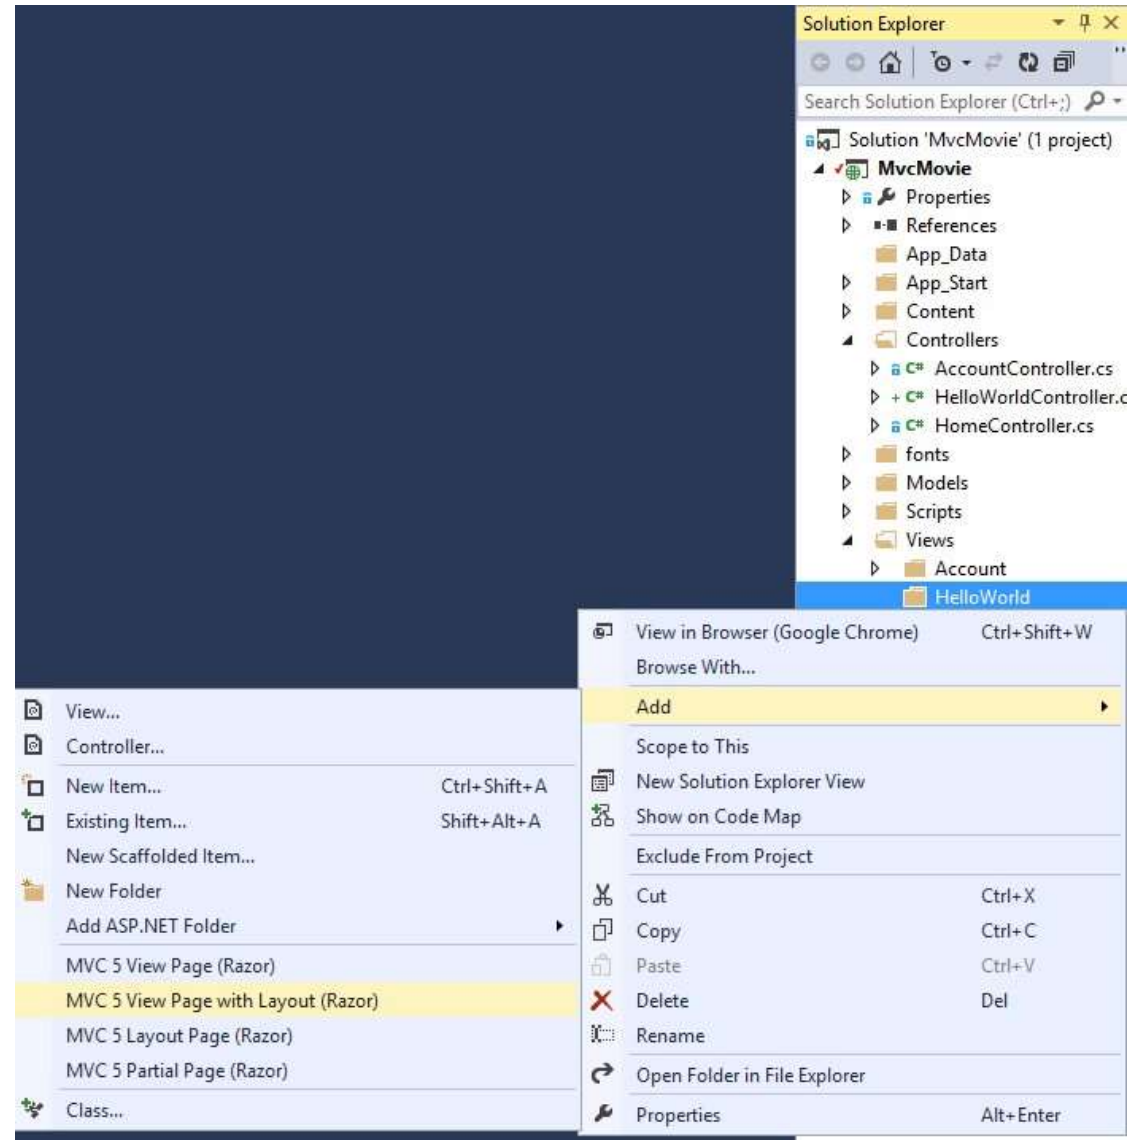 Solution Explorer
Search Solution Explorer (Ctrl+;)
Solution 'MvcMovie' (1 project)
MvcMovie
Properties
References
App_Data
App_Start
Content
Controllers
C# AccountController.cs
+ C# HelloWorldController.c
C# HomeController.cs
fonts
Models
Scripts
Views
Account
HelloWorld
View in Browser (Google Chrome) Ctrl+Shift+W
Browse With...
Add
Scope to This
New Solution Explorer View
Show on Code Map
Exclude From Project
Cut Ctrl+X
Copy Ctrl+C
Paste Ctrl+V
Delete Del
Rename
Open Folder in File Explorer
Properties Alt+Enter
View...
Controller...
New Item... Ctrl+Shift+A
Existing Item... Shift+Alt+A
New Scaffolded Item...
New Folder
Add ASP.NET Folder
MVC 5 View Page (Razor)
MVC 5 View Page with Layout (Razor)
MVC 5 Layout Page (Razor)
MVC 5 Partial Page (Razor)
Class...